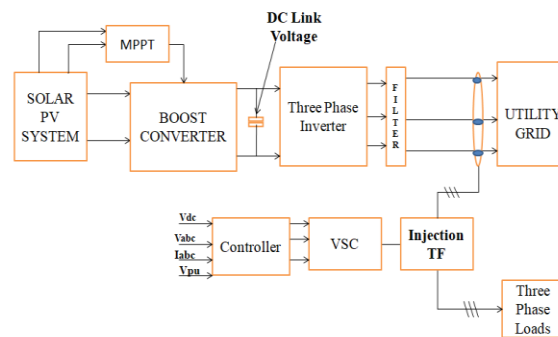 DC Link
Voltage
MPPT
SOLAR
PV
SYSTEM
BOOST
CONVERTER
Three Phase
Inverter
F
I
L
T
E
R
UTILITY
GRID
Vdc
Vabc
Iabc
Vpu
Controller
VSC
Injection
TF
Three
Phase
Loads